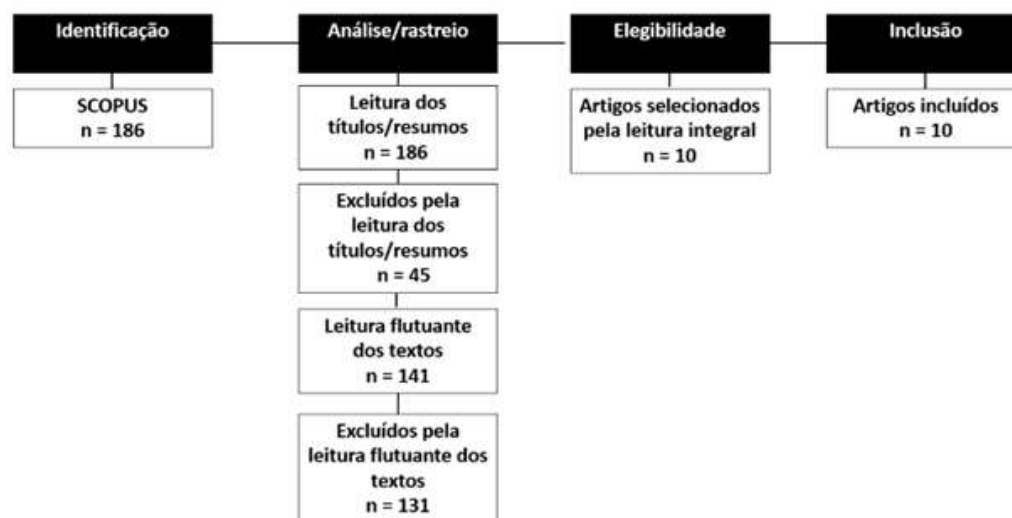 Identificação
SCOPUS
n = 186
Análise/rastreio
Leitura dos
títulos/resumos
n = 186
Excluídos pela
leitura dos
títulos/resumos
n = 45
Leitura flutuante
dos textos
n = 141
Excluídos pela
leitura flutuante dos
textos
n = 131
Elegibilidade
Artigos selecionados
pela leitura integral
n = 10
Inclusão
Artigos incluídos
n = 10